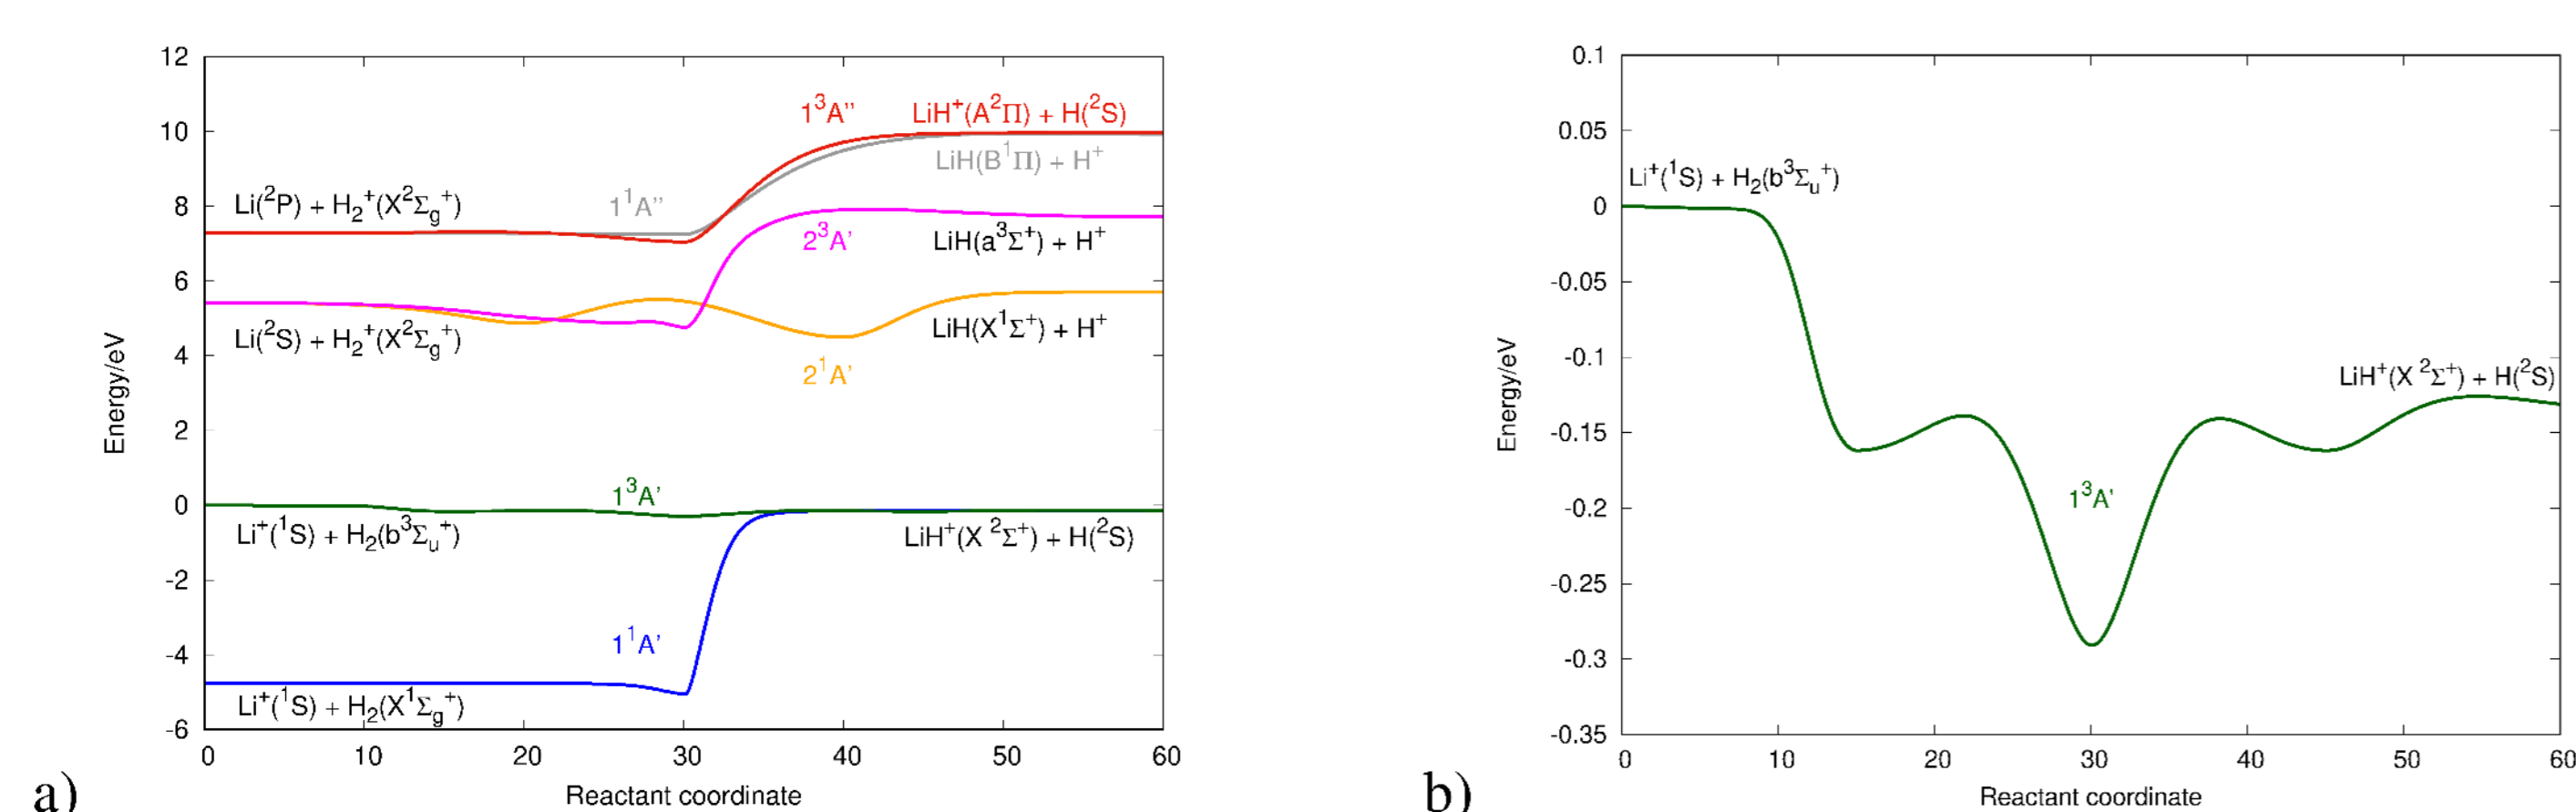 12
10
8
6
4
2
0
-2
-4
-6
Energy/eV
1³A''
LiH⁺(A²Π) + H(²S)
LiH(B¹Π) + H⁺
Li(²P) + H₂⁺(X²Σg⁺)
1¹A''
2³A'
LiH(a³Σ⁺) + H⁺
Li(²S) + H₂⁺(X²Σg⁺)
LiH(X¹Σ⁺) + H⁺
2¹A'
1³A'
Li⁺(¹S) + H₂(b³Σu⁺)
LiH⁺(X ²Σ⁺) + H(²S)
1¹A'
Li⁺(¹S) + H₂(X¹Σg⁺)
0 10 20 30 40 50 60
Reactant coordinate
a)
0.1
0.05
0
-0.05
-0.1
-0.15
-0.2
-0.25
-0.3
-0.35
Energy/eV
Li⁺(¹S) + H₂(b³Σu⁺)
LiH⁺(X ²Σ⁺) + H(²S)
1³A'
0 10 20 30 40 50 60
Reactant coordinate
b)